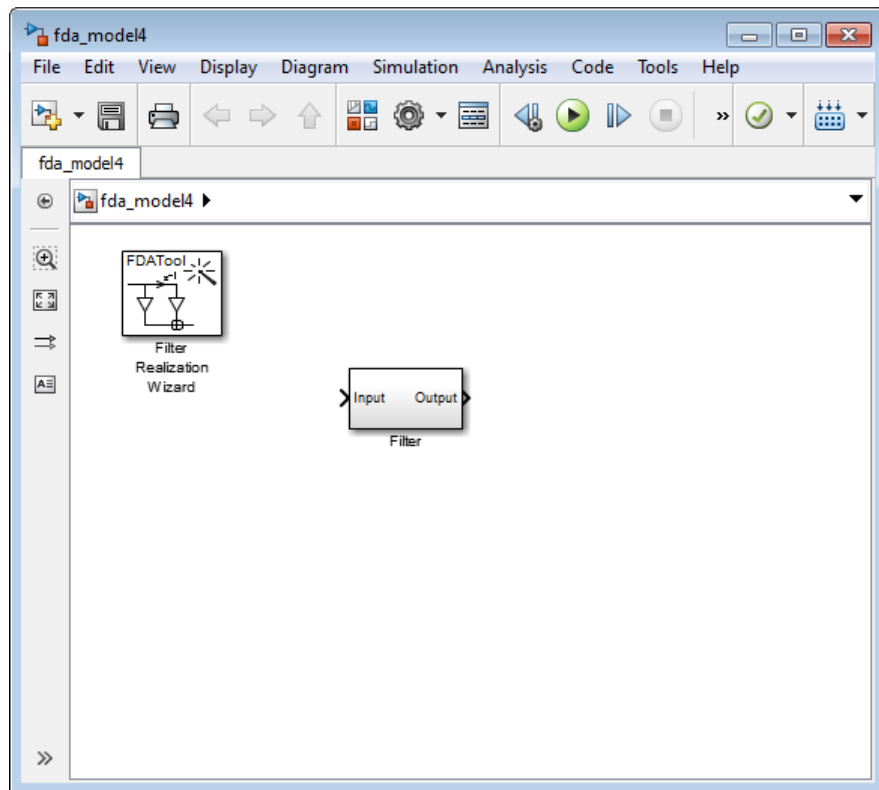 fda_model4
File Edit View Display Diagram Simulation Analysis Code Tools Help
fda_model4
fda_model4
FDATool
z-1
Filter
Realization
Wizard
Input Output
Filter